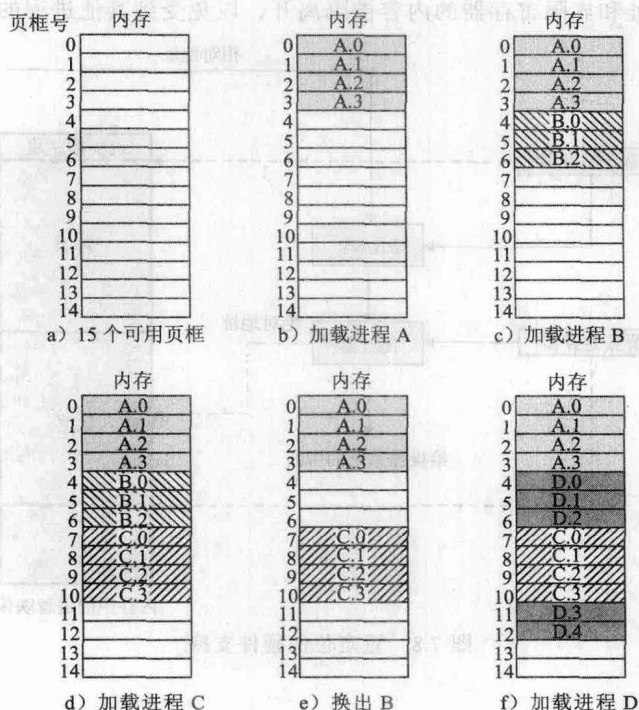 页框号
内存
0
1
2
3
4
5
6
7
8
9
10
11
12
13
14
a）15 个可用页框
内存
0 A.0
1 A.1
2 A.2
3 A.3
4
5
6
7
8
9
10
11
12
13
14
b）加载进程 A
内存
0 A.0
1 A.1
2 A.2
3 A.3
4 B.0
5 B.1
6 B.2
7
8
9
10
11
12
13
14
c）加载进程 B
内存
0 A.0
1 A.1
2 A.2
3 A.3
4 B.0
5 B.1
6 B.2
7 C.0
8 C.1
9 C.2
10 C.3
11
12
13
14
d）加载进程 C
内存
0 A.0
1 A.1
2 A.2
3 A.3
4
5
6
7 C.0
8 C.1
9 C.2
10 C.3
11
12
13
14
e）换出 B
内存
0 A.0
1 A.1
2 A.2
3 A.3
4 D.0
5 D.1
6 D.2
7 C.0
8 C.1
9 C.2
10 C.3
11 D.3
12 D.4
13
14
f）加载进程 D